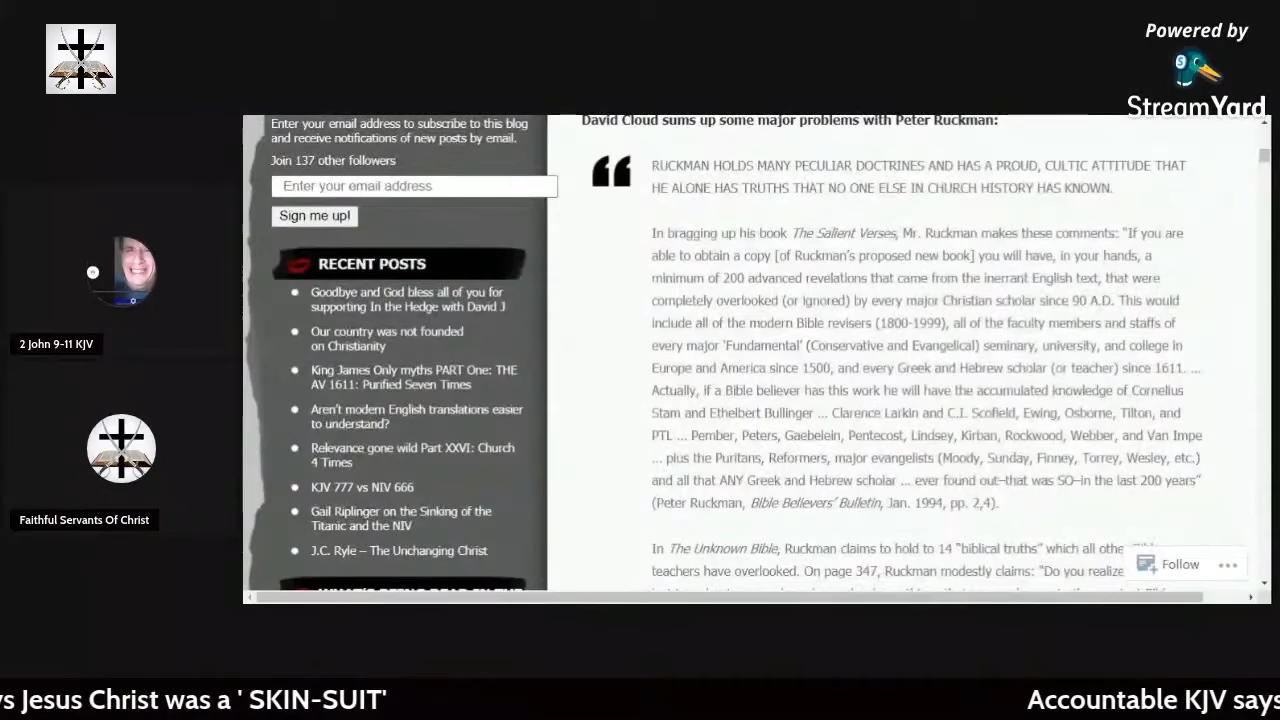 Powered by
StreamYard
Enter your email address to subscribe to this blog
and receive notifications of new posts by email.
Join 137 other followers
Enter your email address
Sign me up!
RECENT POSTS
Goodbye and God bless all of you for
supporting In the Hedge with David J
Our country was not founded
on Christianity
King James Only myths PART One: THE
AV 1611: Purified Seven Times
Aren't modern English translations easier
to understand?
Relevance gone wild Part XXVI: Church
4 Times
KJV 777 vs NIV 666
Gail Riplinger on the Sinking of the
Titanic and the NIV
J.C. Ryle – The Unchanging Christ
David Cloud sums up some major problems with Peter Ruckman:
RUCKMAN HOLDS MANY PECULIAR DOCTRINES AND HAS A PROUD, CULTIC ATTITUDE THAT
HE ALONE HAS TRUTHS THAT NO ONE ELSE IN CHURCH HISTORY HAS KNOWN.
In bragging up his book The Salient Verses, Mr. Ruckman makes these comments: "If you are
able to obtain a copy [of Ruckman's proposed new book] you will have, in your hands, a
minimum of 200 advanced revelations that came from the inerrant English text, that were
completely overlooked (or ignored) by every major Christian scholar since 90 A.D. This would
include all of the modern Bible revisers (1800-1999), all of the faculty members and staffs of
every major 'Fundamental' (Conservative and Evangelical) seminary, university, and college in
Europe and America since 1500, and every Greek and Hebrew scholar (or teacher) since 1611. ...
Actually, if a Bible believer has this work he will have the accumulated knowledge of Cornelius
Stam and Ethelbert Bullinger ... Clarence Larkin and C.I. Scofield, Ewing, Osborne, Tilton, and
PTL ... Pember, Peters, Gaebelein, Pentecost, Lindsey, Kirban, Rockwood, Webber, and Van Impe
... plus the Puritans, Reformers, major evangelists (Moody, Sunday, Finney, Torrey, Wesley, etc.)
and all that ANY Greek and Hebrew scholar ... ever found out–that was SO–in the last 200 years"
(Peter Ruckman, Bible Believers' Bulletin, Jan. 1994, pp. 2,4).
In The Unknown Bible, Ruckman claims to hold to 14 "biblical truths" which all
teachers have overlooked. On page 347, Ruckman modestly claims: "Do you realize
Follow
2 John 9-11 KJV
Faithful Servants Of Christ
Jesus Christ was a ' SKIN-SUIT'
Accountable KJV says